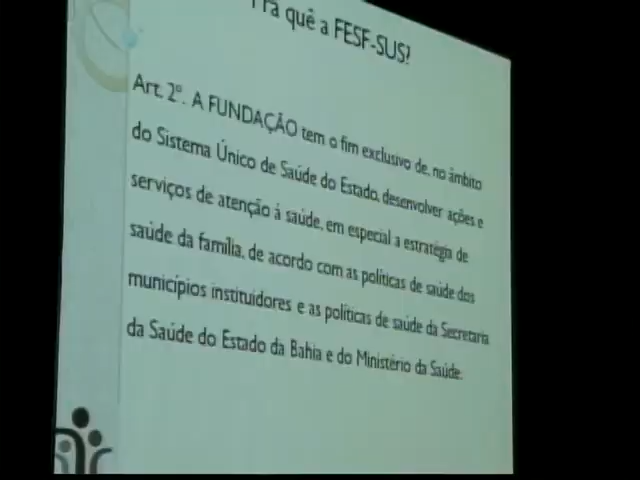 Pra quê a FESF-SUS?
Art. 2º. A FUNDAÇÃO tem o fim exclusivo de, no âmbito
do Sistema Único de Saúde do Estado, desenvolver ações e
serviços de atenção á saúde, em especial a estratégia de
saúde da família, de acordo com as políticas de saúde dos
municípios instituidores e as políticas de saúde da Secretaria
da Saúde do Estado da Bahia e do Ministério da Saúde.